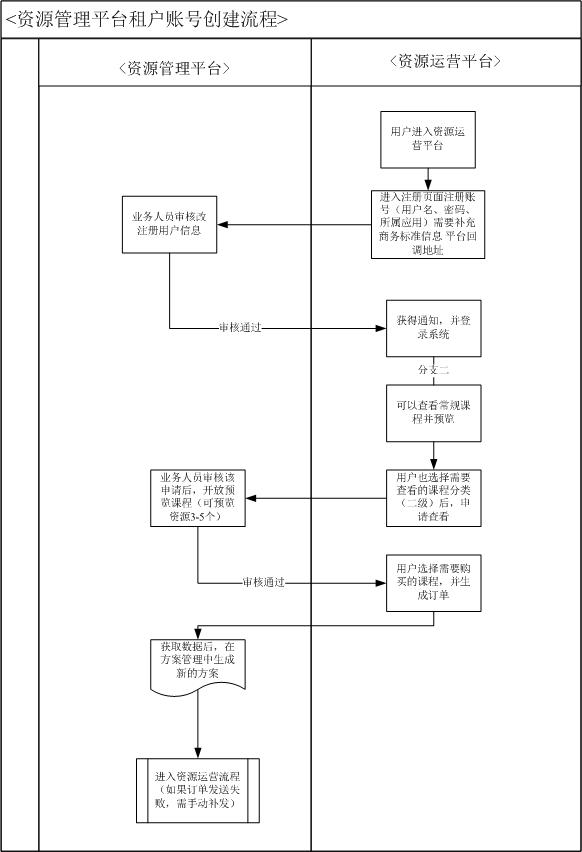 <资源管理平台租户账号创建流程>
<资源管理平台>
<资源运营平台>
用户进入资源运
营平台
进入注册页面注册账
号（用户名、密码、
所属应用）需要补充
商务标准信息 平台回
调地址
业务人员审核改
注册用户信息
审核通过
获得通知，并登
录系统
分支二
可以查看常规课
程并预览
用户也选择需要
查看的课程分类
（二级）后，申
请查看
业务人员审核该
申请后，开放预
览课程（可预览
资源3-5个）
审核通过
用户选择需要购
买的课程，并生
成订单
获取数据后，在
方案管理中生成
新的方案
进入资源运营流程
（如果订单发送失
败，需手动补发）